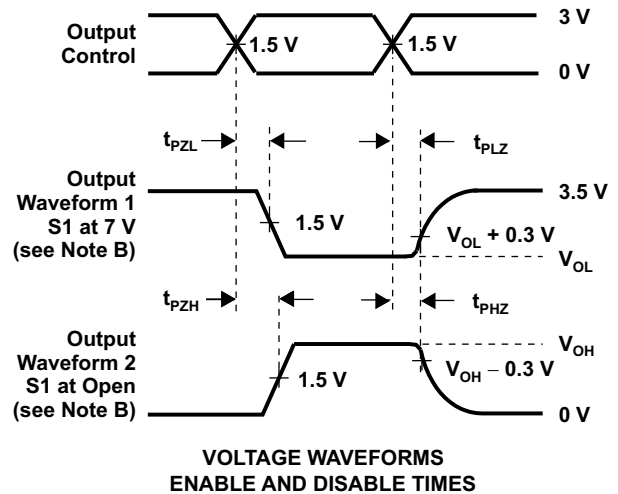 Output
Control
1.5 V
1.5 V
3 V
0 V
tPZL
tPLZ
Output
Waveform 1
S1 at 7 V
(see Note B)
1.5 V
3.5 V
VOL + 0.3 V
VOL
tPZH
tPHZ
Output
Waveform 2
S1 at Open
(see Note B)
1.5 V
VOH
VOH − 0.3 V
0 V
VOLTAGE WAVEFORMS
ENABLE AND DISABLE TIMES